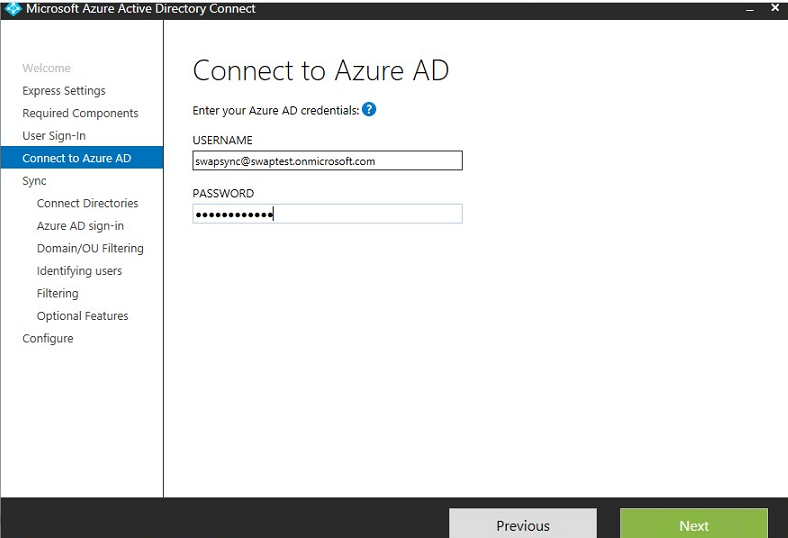 Microsoft Azure Active Directory Connect
Welcome
Express Settings
Required Components
User Sign-In
Connect to Azure AD
Sync
Connect Directories
Azure AD sign-in
Domain/OU Filtering
Identifying users
Filtering
Optional Features
Configure
Connect to Azure AD
Enter your Azure AD credentials: ?
USERNAME
swapsync@swaptest.onmicrosoft.com
PASSWORD
●●●●●●●●●●●●
Previous
Next